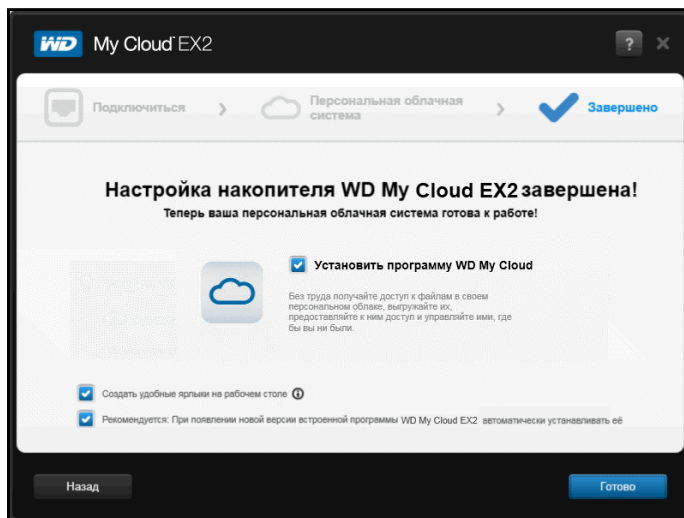 WD My Cloud EX2 ?
Подключиться
Персональная облачная
система
Завершено
Настройка накопителя WD My Cloud EX2 завершена!
Теперь ваша персональная облачная система готова к работе!
Установить программу WD My Cloud
Без труда получайте доступ к файлам в своем
персональном облаке, выгружайте их,
предоставляйте к ним доступ и управляйте ими, где
бы вы ни были.
Создать удобные ярлыки на рабочем столе
Рекомендуется: При появлении новой версии встроенной программы WD My Cloud EX2 автоматически устанавливать её
Назад
Готово